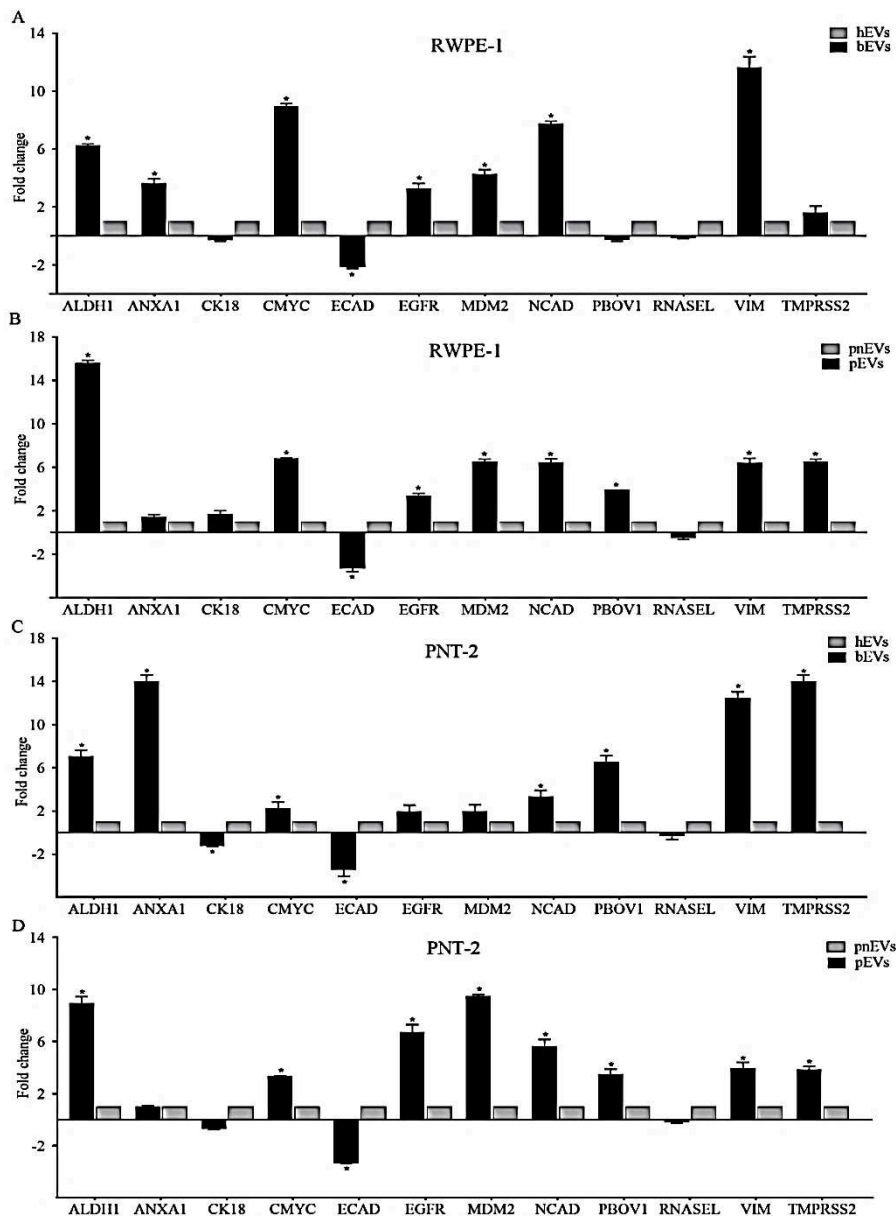 A
RWPE-1
hEVs
bEVs
Fold change
14
10
6
2
-2
* * * * * * * *
ALDH1 ANXA1 CK18 CMYC ECAD EGFR MDM2 NCAD PBOV1 RNASEL VIM TMPRSS2
B
RWPE-1
pnEVs
pEVs
Fold change
18
14
10
6
2
-2
* * * * * * * * *
ALDH1 ANXA1 CK18 CMYC ECAD EGFR MDM2 NCAD PBOV1 RNASEL VIM TMPRSS2
C
PNT-2
hEVs
bEVs
Fold change
18
14
10
6
2
-2
* * * * * * * * *
ALDH1 ANXA1 CK18 CMYC ECAD EGFR MDM2 NCAD PBOV1 RNASEL VIM TMPRSS2
D
PNT-2
pnEVs
pEVs
Fold change
14
10
6
2
-2
* * * * * * * * *
ALDH1 ANXA1 CK18 CMYC ECAD EGFR MDM2 NCAD PBOV1 RNASEL VIM TMPRSS2